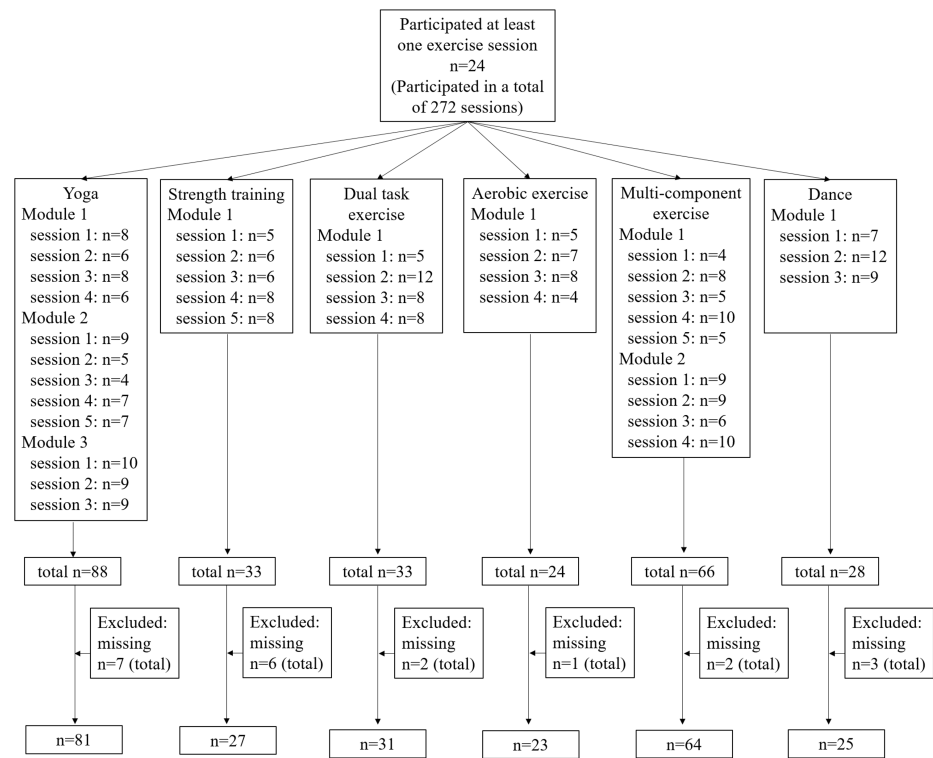 Participated at least
one exercise session
n=24
(Participated in a total
of 272 sessions)
Yoga
Module 1
session 1: n=8
session 2: n=6
session 3: n=8
session 4: n=6
Module 2
session 1: n=9
session 2: n=5
session 3: n=4
session 4: n=7
session 5: n=7
Module 3
session 1: n=10
session 2: n=9
session 3: n=9
Strength training
Module 1
session 1: n=5
session 2: n=6
session 3: n=6
session 4: n=8
session 5: n=8
Dual task
exercise
Module 1
session 1: n=5
session 2: n=12
session 3: n=8
session 4: n=8
Aerobic exercise
Module 1
session 1: n=5
session 2: n=7
session 3: n=8
session 4: n=4
Multi-component
exercise
Module 1
session 1: n=4
session 2: n=8
session 3: n=5
session 4: n=10
session 5: n=5
Module 2
session 1: n=9
session 2: n=9
session 3: n=6
session 4: n=10
Dance
Module 1
session 1: n=7
session 2: n=12
session 3: n=9
total n=88
total n=33
total n=33
total n=24
total n=66
total n=28
Excluded:
missing
n=7 (total)
Excluded:
missing
n=6 (total)
Excluded:
missing
n=2 (total)
Excluded:
missing
n=1 (total)
Excluded:
missing
n=2 (total)
Excluded:
missing
n=3 (total)
n=81
n=27
n=31
n=23
n=64
n=25